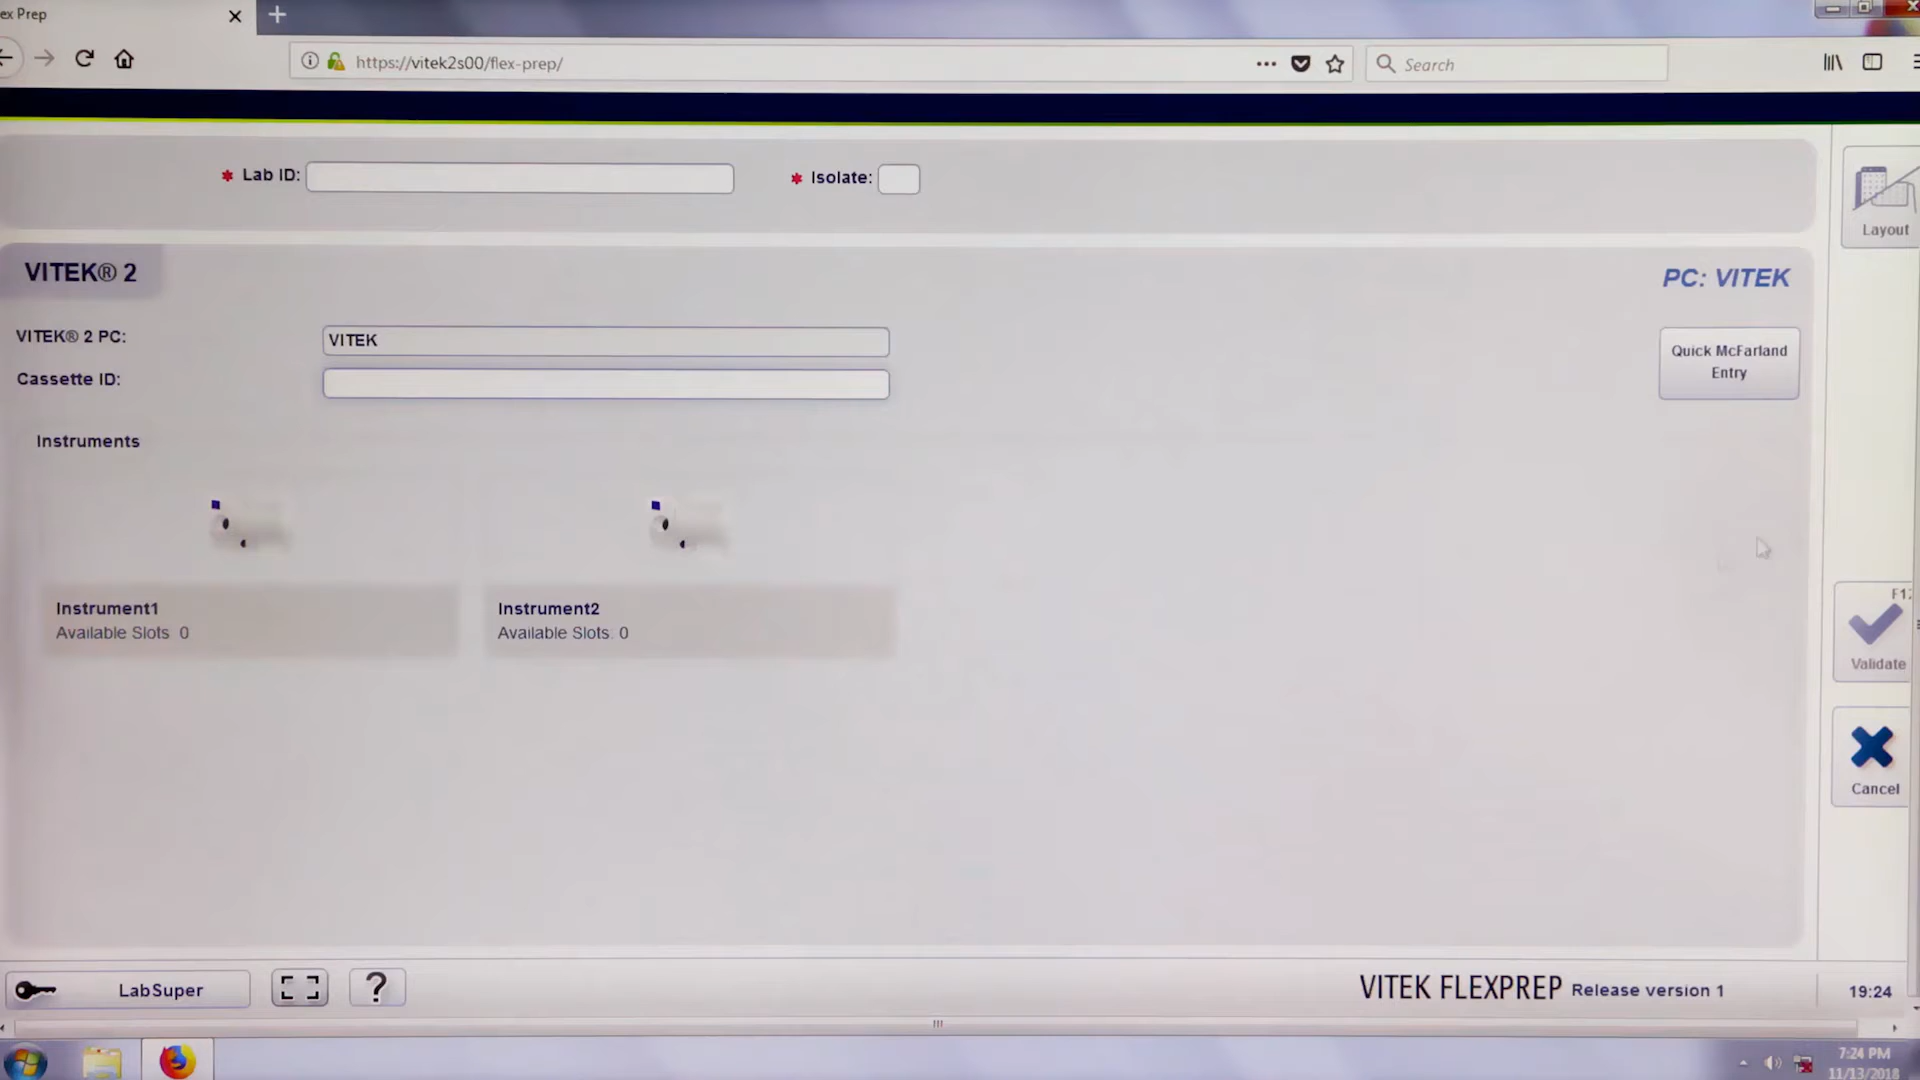 ex Prep
https://vitek2s00/flex-prep/
Search
* Lab ID:
* Isolate:
Layout
VITEK® 2
PC: VITEK
VITEK® 2 PC:
VITEK
Quick McFarland
Entry
Cassette ID:
Instruments
Instrument1
Available Slots 0
Instrument2
Available Slots: 0
F12
Validate
Cancel
LabSuper
?
VITEK FLEXPREP Release version 1
19:24
7:24 PM
11/13/2018